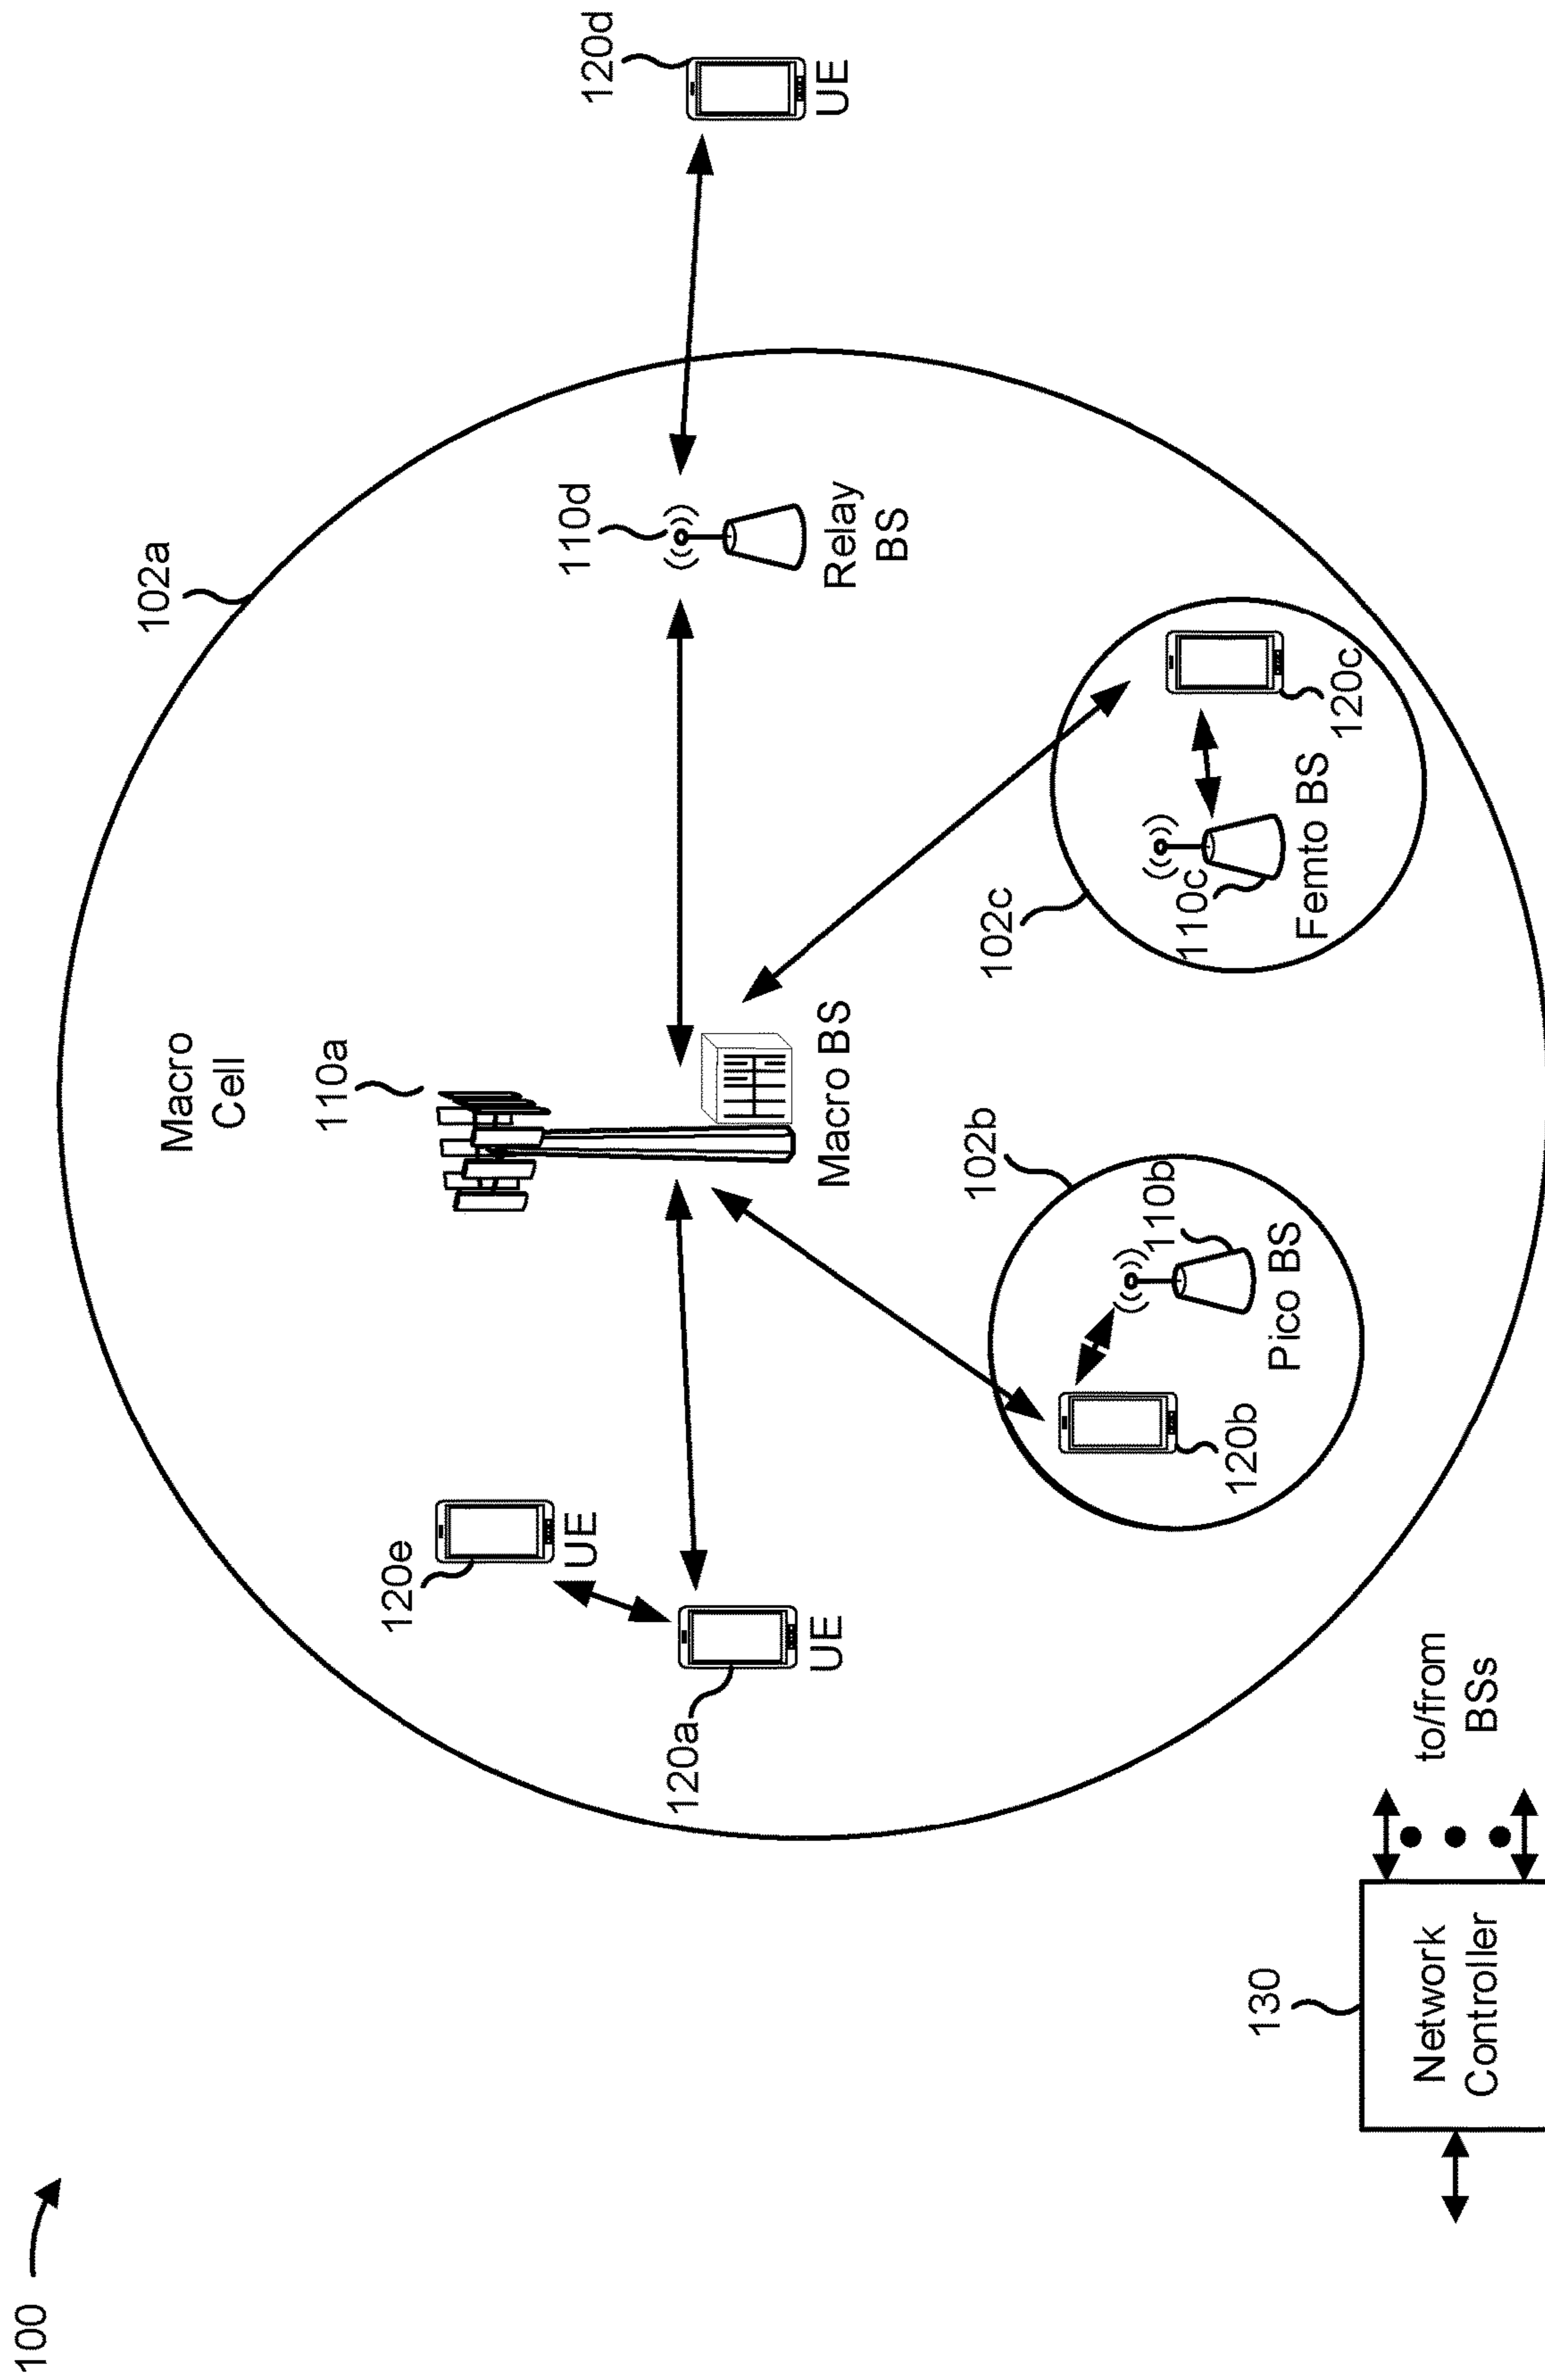 100
102a
Macro
Cell
110a
120d
UE
110d
Relay
BS
120e
UE
Macro BS
120a
UE
102b
102c
110b
Pico BS
120b
110c
Femto BS
120c
130
Network
Controller
to/from
BSs